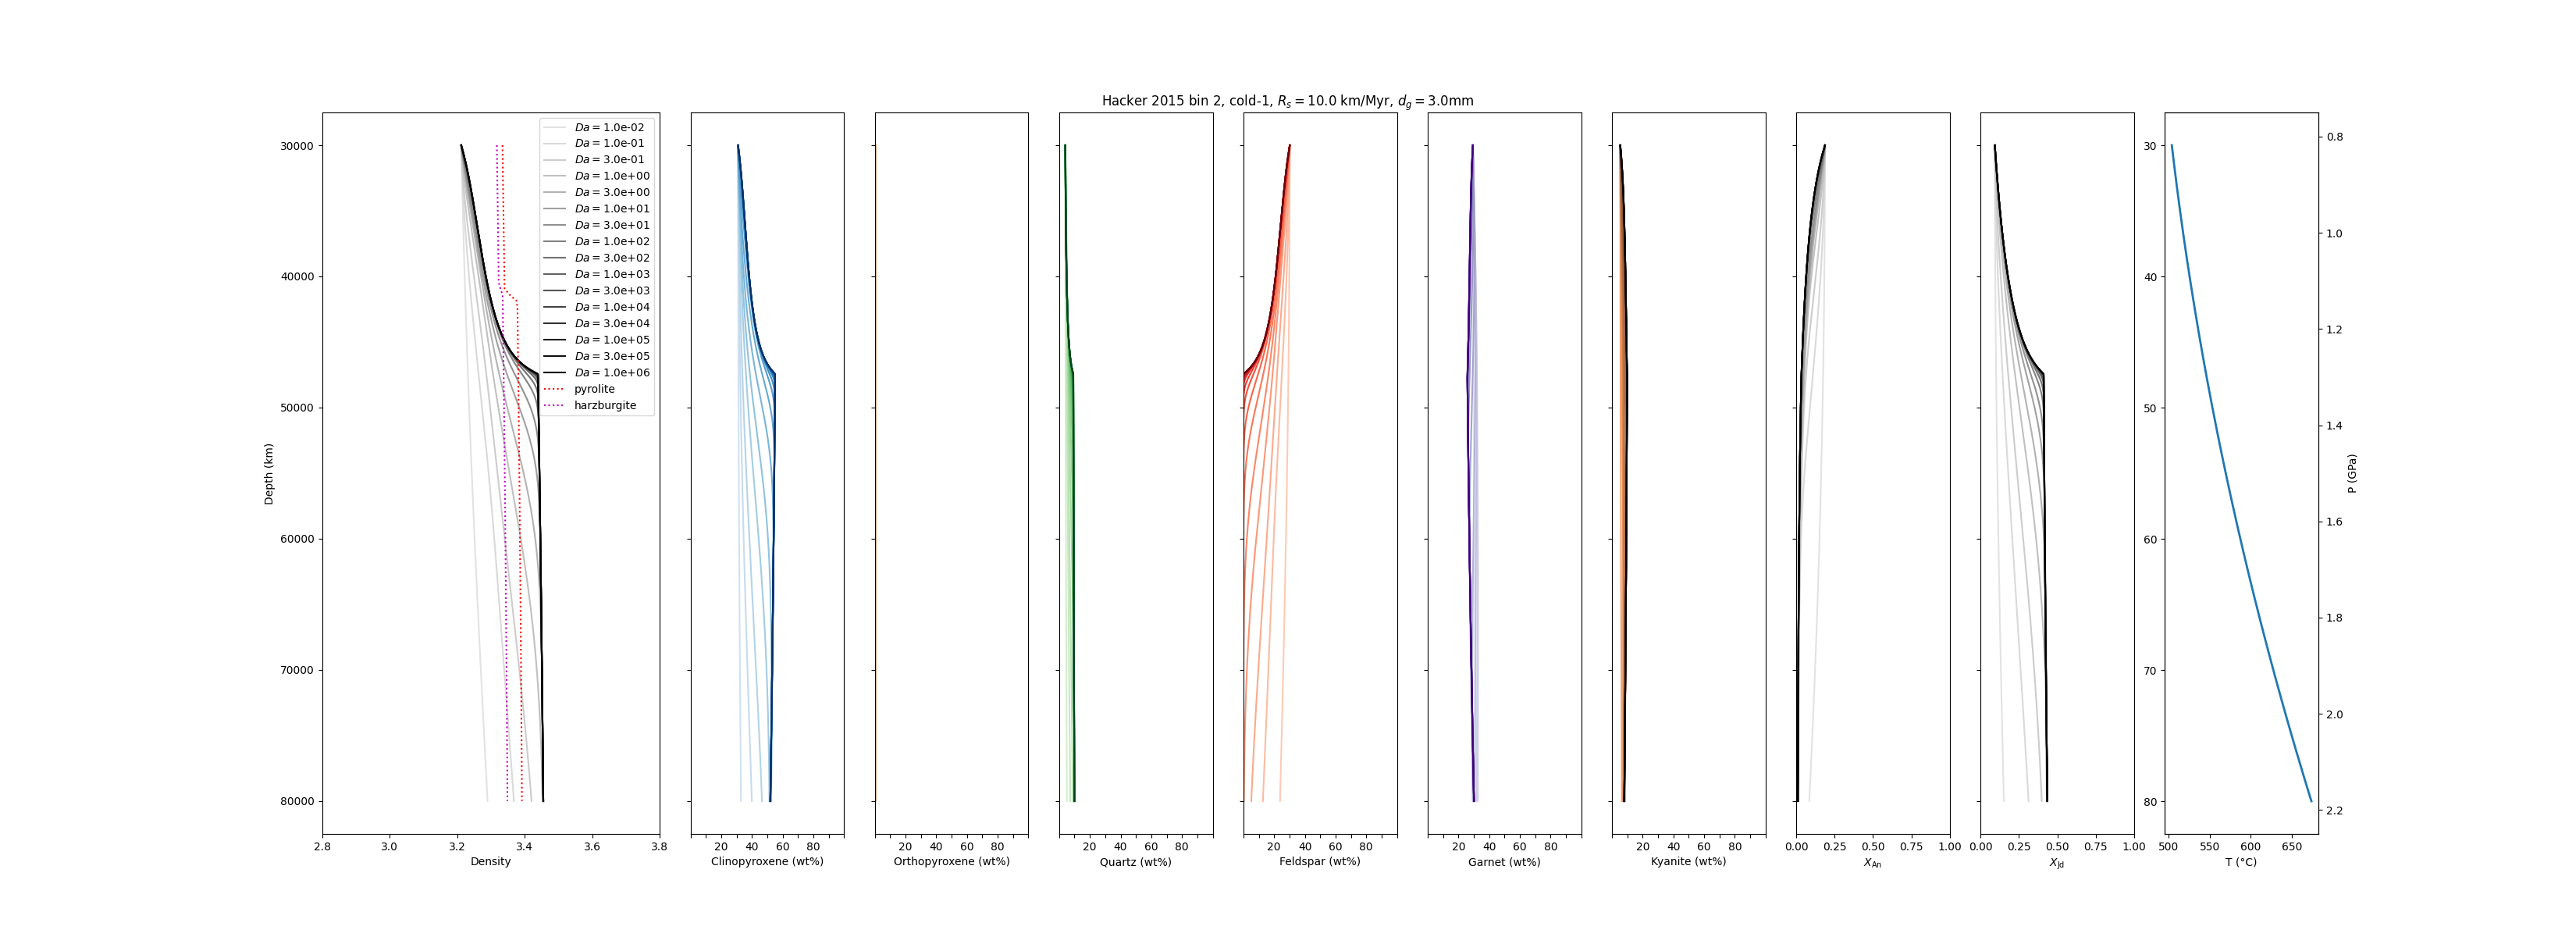 Hacker 2015 bin 2, cold-1, R_s = 10.0 km/Myr, d_g = 3.0mm
Da = 1.0e-02
Da = 1.0e-01
Da = 3.0e-01
Da = 1.0e+00
Da = 3.0e+00
Da = 1.0e+01
Da = 3.0e+01
Da = 1.0e+02
Da = 3.0e+02
Da = 1.0e+03
Da = 3.0e+03
Da = 1.0e+04
Da = 3.0e+04
Da = 1.0e+05
Da = 3.0e+05
Da = 1.0e+06
pyrolite
harzburgite
Depth (km)
30000
40000
50000
60000
70000
80000
2.8 3.0 3.2 3.4 3.6 3.8
Density
20 40 60 80
Clinopyroxene (wt%)
20 40 60 80
Orthopyroxene (wt%)
20 40 60 80
Quartz (wt%)
20 40 60 80
Feldspar (wt%)
20 40 60 80
Garnet (wt%)
20 40 60 80
Kyanite (wt%)
0.00 0.25 0.50 0.75 1.00
X_An
0.00 0.25 0.50 0.75 1.00
X_Jd
30
40
50
60
70
80
500 550 600 650
T (°C)
0.8
1.0
1.2
1.4
1.6
1.8
2.0
2.2
P (GPa)